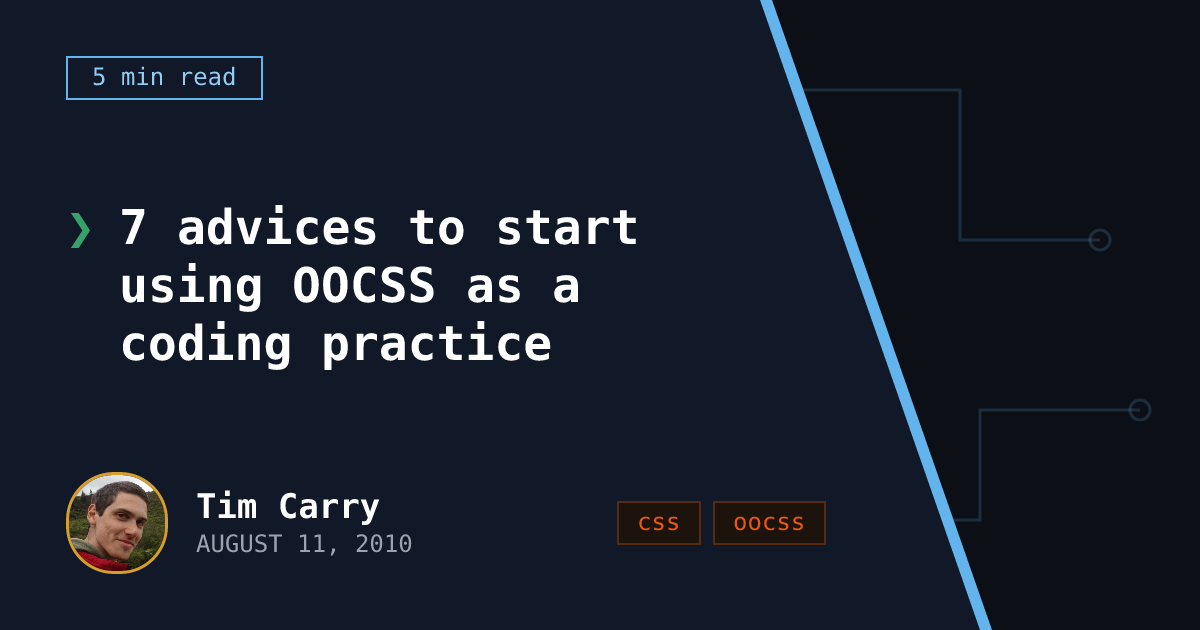 5 min read
❯ 7 advices to start
using OOCSS as a
coding practice
Tim Carry
AUGUST 11, 2010
css
oocss